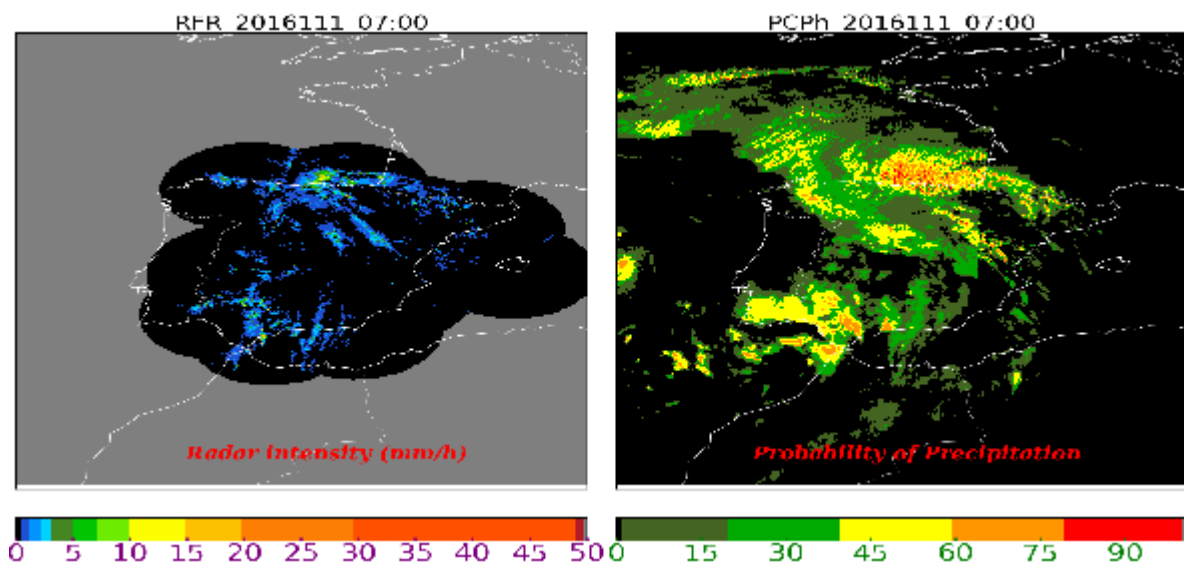 RFR 2016111 07:00
PCPh 2016111 07:00
Radar intensity (mm/h)
Probability of Precipitation
0 5 10 15 20 25 30 35 40 45 50
0 15 30 45 60 75 90